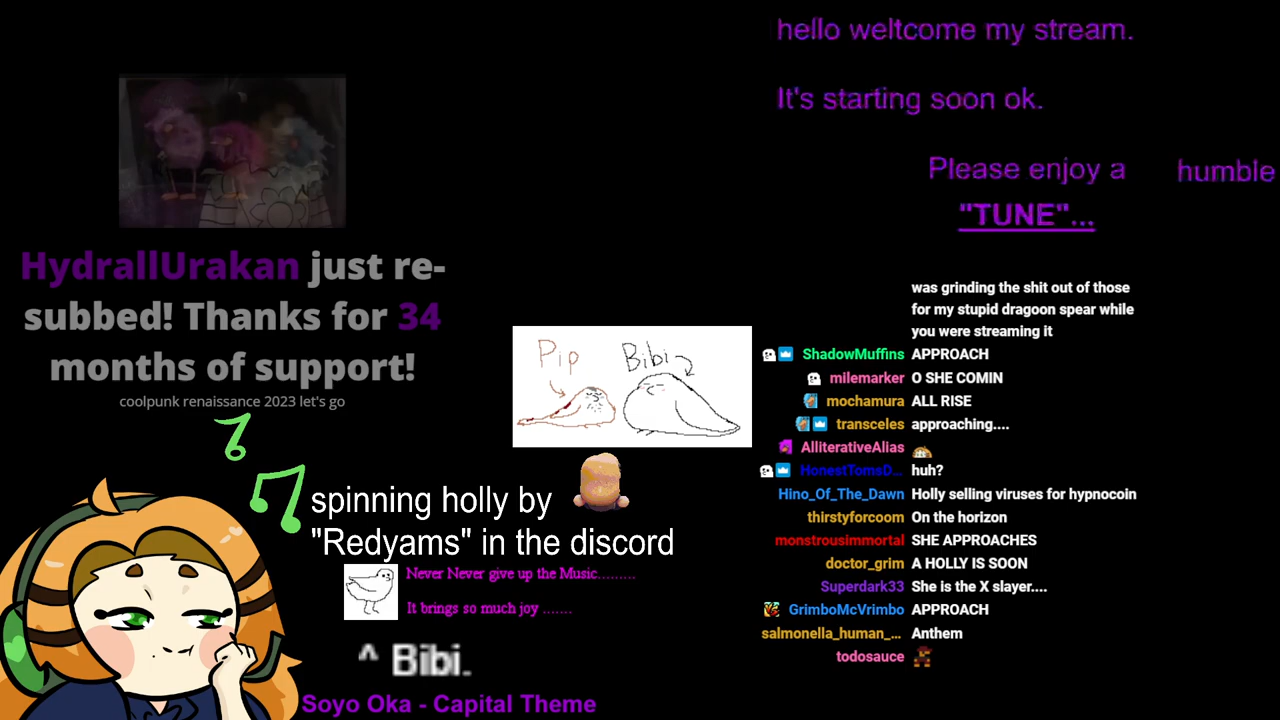 hello weltcome my stream.
It's starting soon ok.
Please enjoy a humble
"TUNE"...
HydrallUrakan just re-
subbed! Thanks for 34
months of support!
coolpunk renaissance 2023 let's go
Pip
Bibi
spinning holly by
"Redyams" in the discord
Never Never give up the Music.........
It brings so much joy .......
^ Bibi.
Soyo Oka - Capital Theme
was grinding the shit out of those
for my stupid dragoon spear while
you were streaming it
ShadowMuffins APPROACH
milemarker O SHE COMIN
mochamura ALL RISE
transceles approaching....
AlliterativeAlias
HonestTomsD... huh?
Hino_Of_The_Dawn Holly selling viruses for hypnocoin
thirstyforcoom On the horizon
monstrousimmortal SHE APPROACHES
doctor_grim A HOLLY IS SOON
Superdark33 She is the X slayer....
GrimboMcVrimbo APPROACH
salmonella_human_... Anthem
todosauce